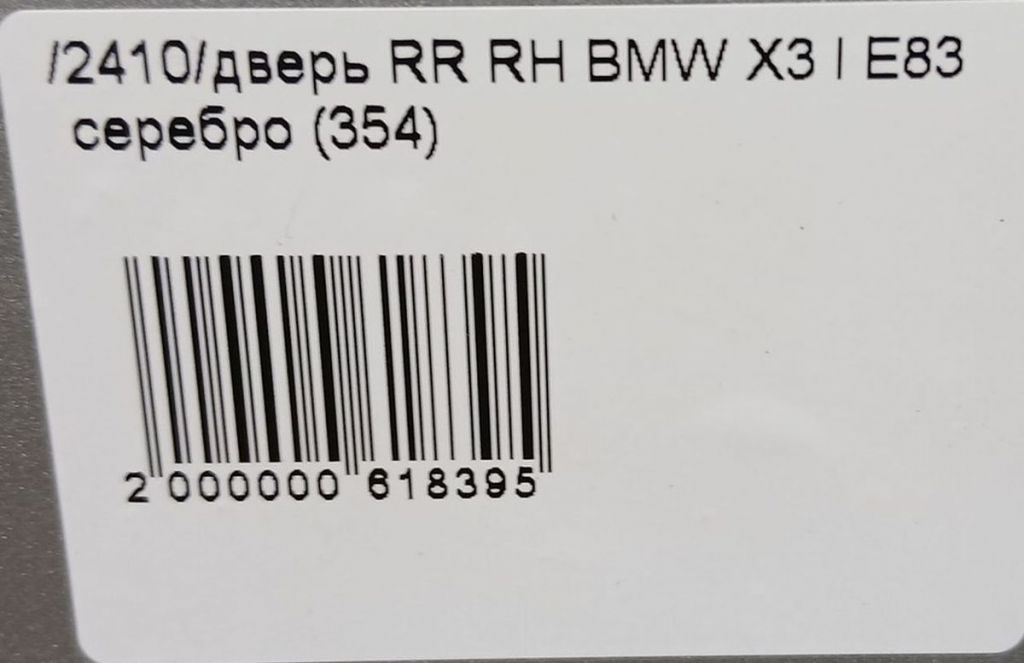 /2410/дверь RR RH BMW X3 I E83
серебро (354)
2 000000 618395